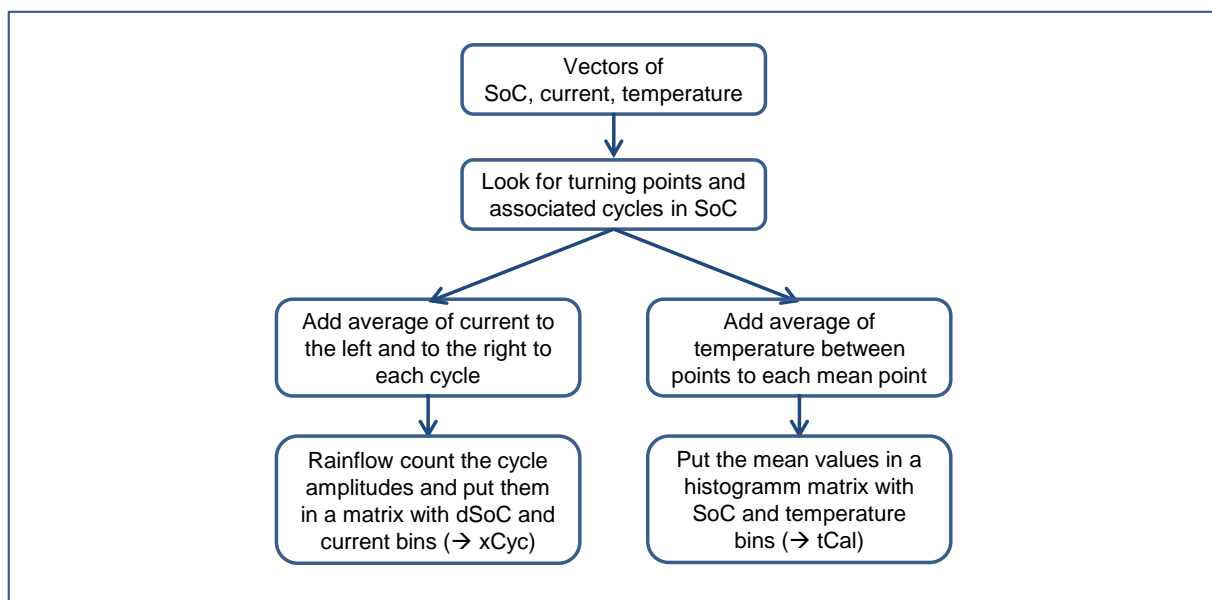 Vectors of
SoC, current, temperature
Look for turning points and
associated cycles in SoC
Add average of current to
the left and to the right to
each cycle
Add average of
temperature between
points to each mean point
Rainflow count the cycle
amplitudes and put them
in a matrix with dSoC and
current bins (→ xCyc)
Put the mean values in a
histogramm matrix with
SoC and temperature
bins (→ tCal)